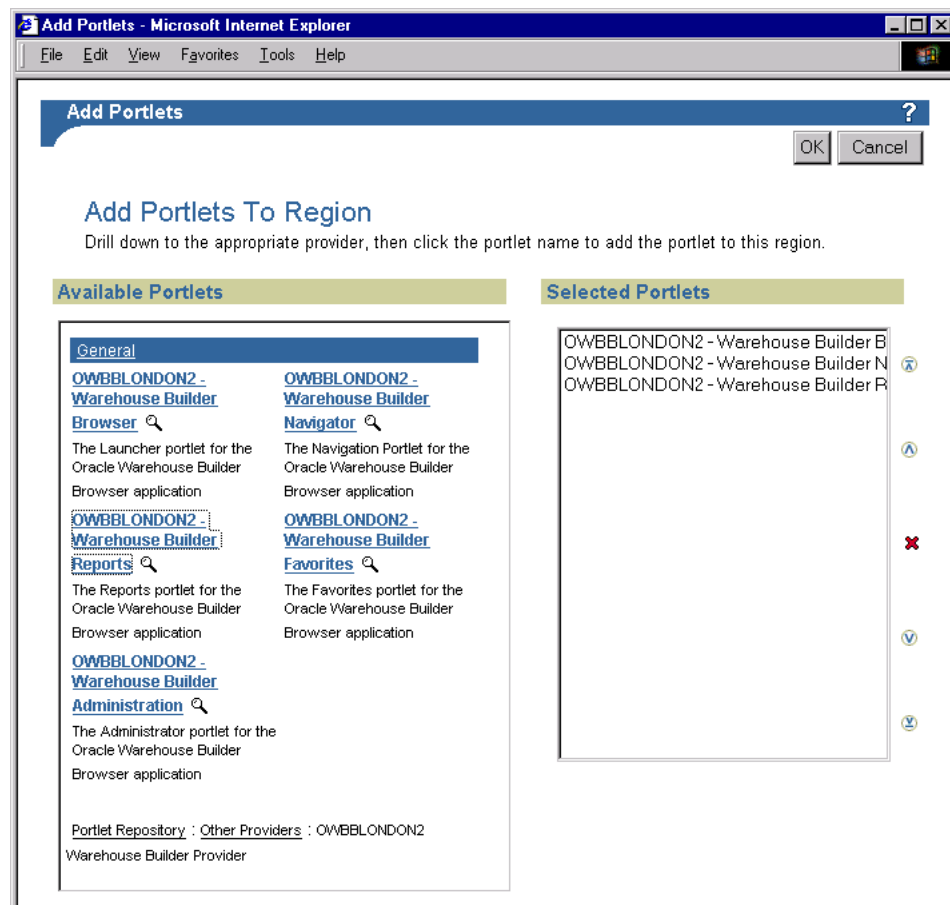 Add Portlets - Microsoft Internet Explorer
File Edit View Favorites Tools Help
Add Portlets ?
OK Cancel
Add Portlets To Region
Drill down to the appropriate provider, then click the portlet name to add the portlet to this region.
Available Portlets
General
OWBBLONDON2 -
Warehouse Builder
Browser
The Launcher portlet for the
Oracle Warehouse Builder
Browser application
OWBBLONDON2 -
Warehouse Builder
Navigator
The Navigation Portlet for the
Oracle Warehouse Builder
Browser application
OWBBLONDON2 -
Warehouse Builder
Reports
The Reports portlet for the
Oracle Warehouse Builder
Browser application
OWBBLONDON2 -
Warehouse Builder
Favorites
The Favorites portlet for the
Oracle Warehouse Builder
Browser application
OWBBLONDON2 -
Warehouse Builder
Administration
The Administrator portlet for the
Oracle Warehouse Builder
Browser application
Portlet Repository : Other Providers : OWBBLONDON2
Warehouse Builder Provider
Selected Portlets
OWBBLONDON2 - Warehouse Builder B
OWBBLONDON2 - Warehouse Builder N
OWBBLONDON2 - Warehouse Builder R